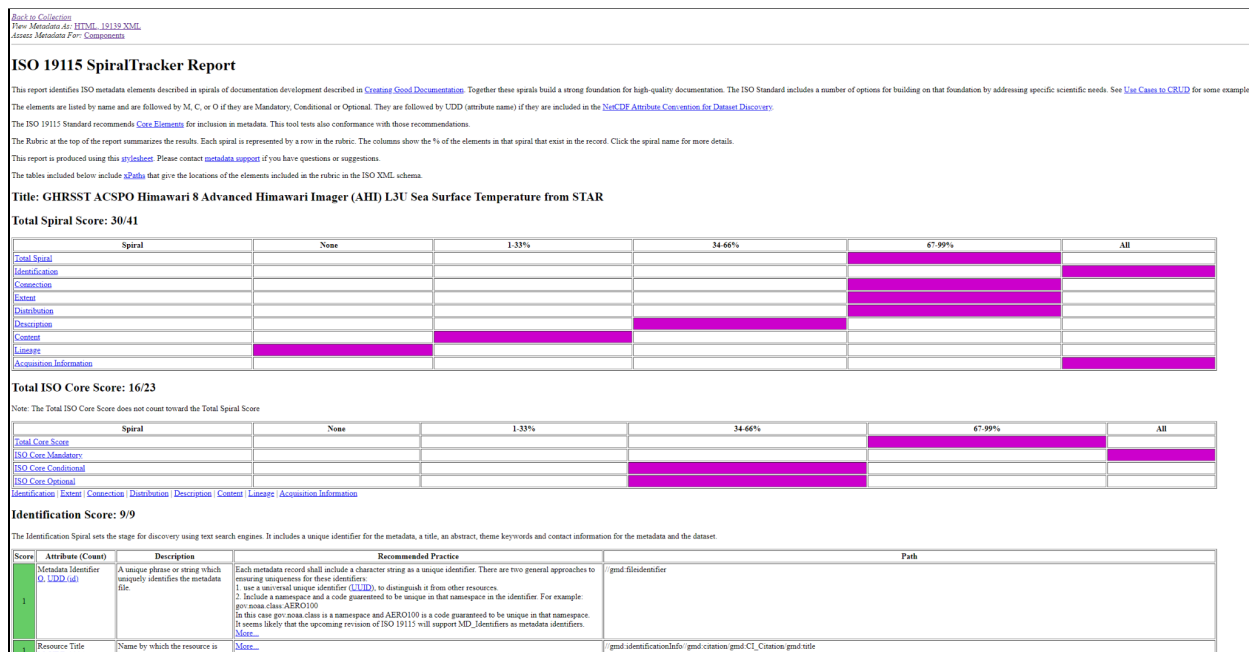 Back to Collection
View Metadata As: HTML, 19139 XML
Assess Metadata For: Components
ISO 19115 SpiralTracker Report
This report identifies ISO metadata elements described in spirals of documentation development described in Creating Good Documentation. Together these spirals build a strong foundation for high-quality documentation. The ISO Standard includes a number of options for building on that foundation by addressing specific scientific needs. See Use Cases to CRUD for some example
The elements are listed by name and are followed by M, C, or O if they are Mandatory, Conditional or Optional. They are followed by UDD (attribute name) if they are included in the NetCDF Attribute Convention for Dataset Discovery.
The ISO 19115 Standard recommends Core Elements for inclusion in metadata. This tool tests also conformance with those recommendations.
The Rubric at the top of the report summarizes the results. Each spiral is represented by a row in the rubric. The columns show the % of the elements in that spiral that exist in the record. Click the spiral name for more details.
This report is produced using this stylesheet. Please contact metadata support if you have questions or suggestions.
The tables included below include xPaths that give the locations of the elements included in the rubric in the ISO XML schema.
Title: GHRSST ACSPO Himawari 8 Advanced Himawari Imager (AHI) L3U Sea Surface Temperature from STAR
Total Spiral Score: 30/41
Spiral None 1-33% 34-66% 67-99% All
Total Spiral
Identification
Connection
Extent
Distribution
Description
Content
Lineage
Acquisition Information
Total ISO Core Score: 16/23
Note: The Total ISO Core Score does not count toward the Total Spiral Score
Spiral None 1-33% 34-66% 67-99% All
Total Core Score
ISO Core Mandatory
ISO Core Conditional
ISO Core Optional
Identification | Extent | Connection | Distribution | Description | Content | Lineage | Acquisition Information
Identification Score: 9/9
The Identification Spiral sets the stage for discovery using text search engines. It includes a unique identifier for the metadata, a title, an abstract, theme keywords and contact information for the metadata and the dataset.
Score Attribute (Count) Description Recommended Practice Path
1 Metadata Identifier A unique phrase or string which Each metadata record shall include a character string as a unique identifier. There are two general approaches to //gmd:fileidentifier
O, UDD (id) uniquely identifies the metadata ensuring uniqueness for these identifiers:
file. 1. use a universal unique identifier (UUID), to distinguish it from other resources.
2. Include a namespace and a code guarenteed to be unique in that namespace in the identifier. For example:
gov.noaa.class:AERO100
In this case gov.noaa.class is a namespace and AERO100 is a code guaranteed to be unique in that namespace.
It seems likely that the upcoming revision of ISO 19115 will support MD_Identifiers as metadata identifiers.
More...
1 Resource Title Name by which the resource is More... //gmd:identificationInfo//gmd:citation/gmd:CI_Citation/gmd:title